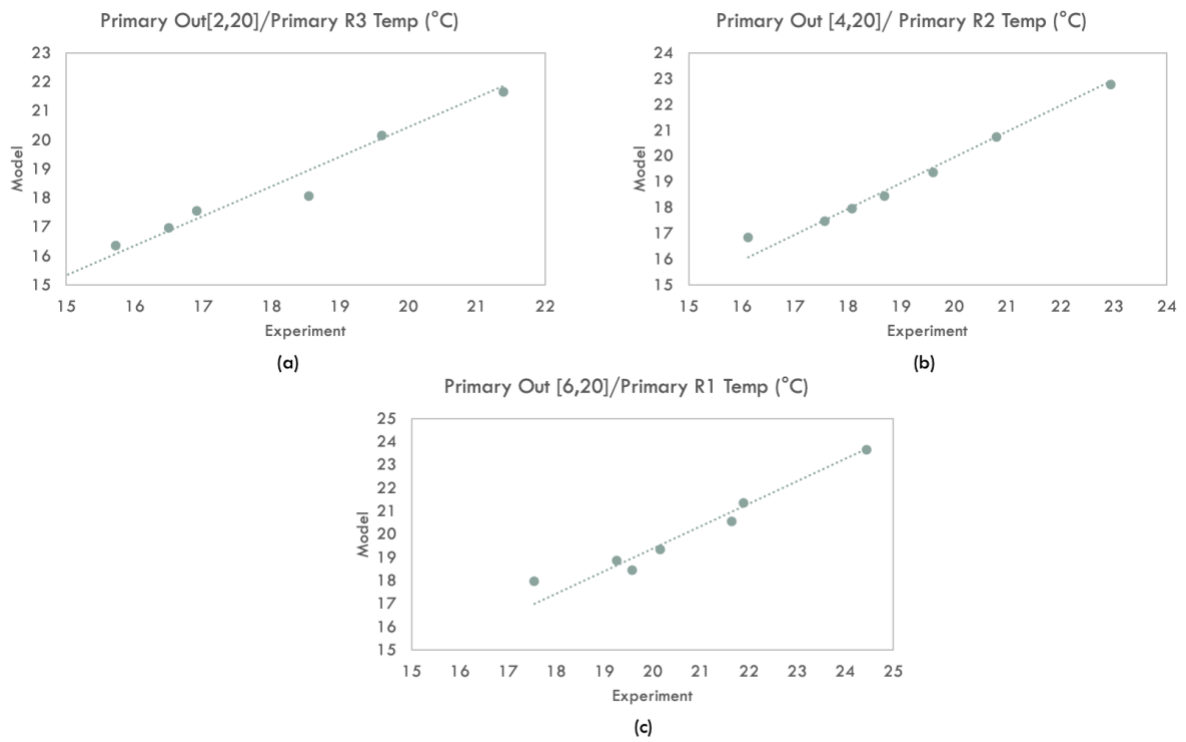 Primary Out[2,20]/Primary R3 Temp (°C)
23
22
21
20
19
18
17
16
15
Model
15 16 17 18 19 20 21 22
Experiment
(a)
Primary Out [4,20]/ Primary R2 Temp (°C)
24
23
22
21
20
19
18
17
16
15
Model
15 17 18 19 20 21 22 23 24
Experiment
(b)
Primary Out [6,20]/Primary R1 Temp (°C)
25
24
23
22
21
20
19
18
17
16
15
Model
15 16 17 18 19 20 21 22 23 24 25
Experiment
(c)